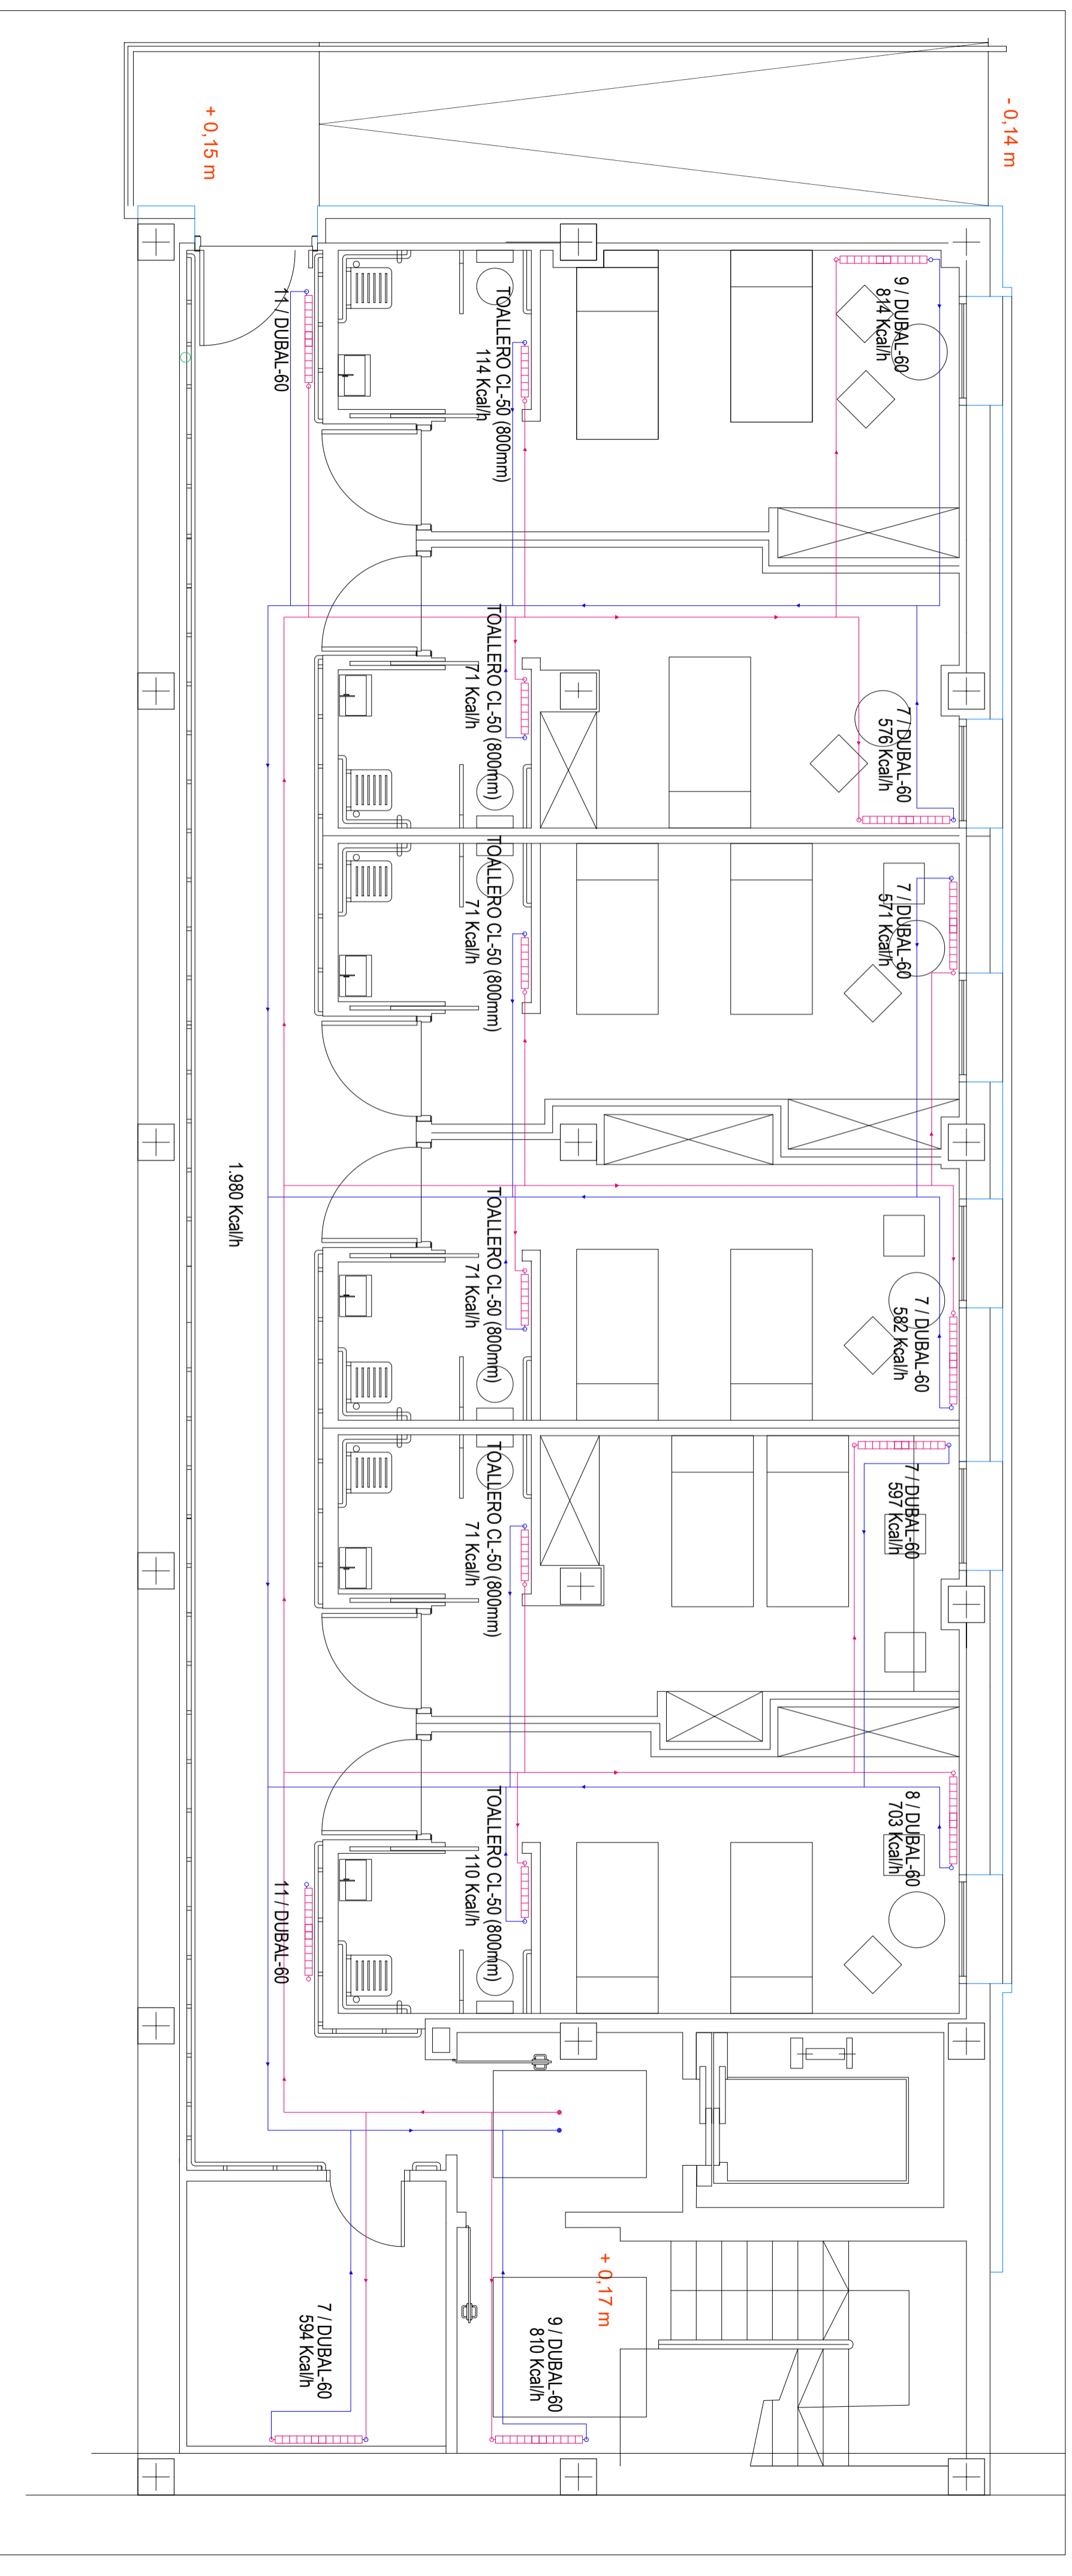 - 0,14 m
+ 0,15 m
9 / DUBAL-60
814 Kcal/h
TOALLERO CL-50 (800mm)
114 Kcal/h
11 / DUBAL-60
7 / DUBAL-60
576 Kcal/h
TOALLERO CL-50 (800mm)
71 Kcal/h
7 / DUBAL-60
571 Kcal/h
TOALLERO CL-50 (800mm)
71 Kcal/h
1.980 Kcal/h
7 / DUBAL-60
582 Kcal/h
TOALLERO CL-50 (800mm)
71 Kcal/h
7 / DUBAL-60
597 Kcal/h
TOALLERO CL-50 (800mm)
71 Kcal/h
8 / DUBAL-60
703 Kcal/h
TOALLERO CL-50 (800mm)
110 Kcal/h
11 / DUBAL-60
+ 0,17 m
9 / DUBAL-60
810 Kcal/h
7 / DUBAL-60
594 Kcal/h